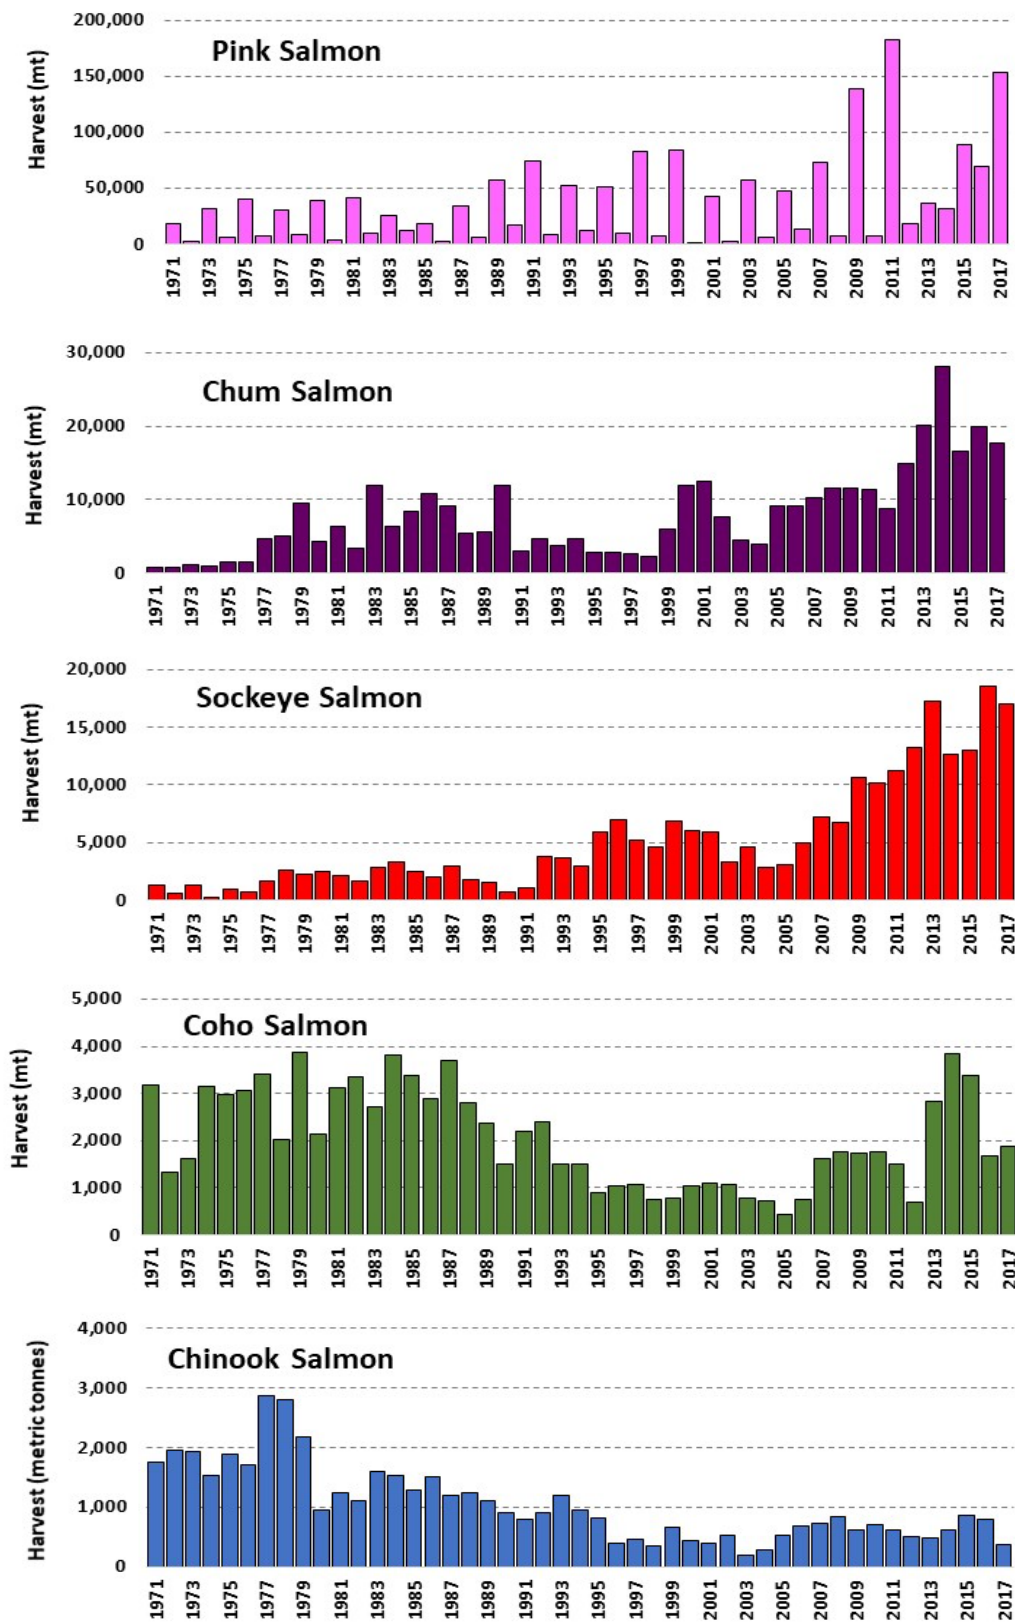 200,000
Pink Salmon
150,000
100,000
50,000
0
Harvest (mt)
1971 1973 1975 1977 1979 1981 1983 1985 1987 1989 1991 1993 1995 1997 1999 2001 2003 2005 2007 2009 2011 2013 2015 2017
30,000
Chum Salmon
20,000
10,000
0
Harvest (mt)
1971 1973 1975 1977 1979 1981 1983 1985 1987 1989 1991 1993 1995 1997 1999 2001 2003 2005 2007 2009 2011 2013 2015 2017
20,000
Sockeye Salmon
15,000
10,000
5,000
0
Harvest (mt)
1971 1973 1975 1977 1979 1981 1983 1985 1987 1989 1991 1993 1995 1997 1999 2001 2003 2005 2007 2009 2011 2013 2015 2017
5,000
Coho Salmon
4,000
3,000
2,000
1,000
0
Harvest (mt)
1971 1973 1975 1977 1979 1981 1983 1985 1987 1989 1991 1993 1995 1997 1999 2001 2003 2005 2007 2009 2011 2013 2015 2017
4,000
Chinook Salmon
3,000
2,000
1,000
0
Harvest (metric tonnes)
1971 1973 1975 1977 1979 1981 1983 1985 1987 1989 1991 1993 1995 1997 1999 2001 2003 2005 2007 2009 2011 2013 2015 2017